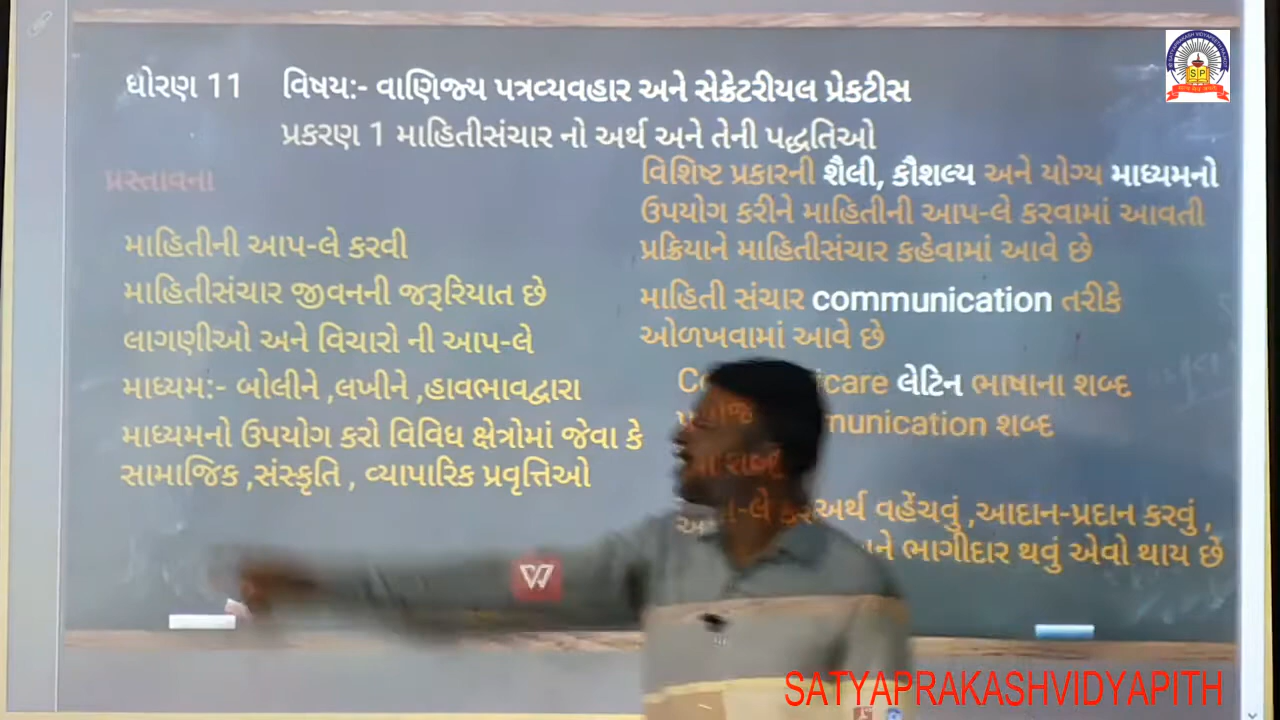 ધોરણ 11 વિષય:- વાણિજ્ય પત્રવ્યવહાર અને સેક્રેટરીયલ પ્રેક્ટીસ
પ્રકરણ 1 માહિતીસંચાર નો અર્થ અને તેની પદ્ધતિઓ
પ્રસ્તાવના
માહિતીની આપ-લે કરવી
માહિતીસંચાર જીવનની જરૂરિયાત છે
લાગણીઓ અને વિચારો ની આપ-લે
માધ્યમ:- બોલીને ,લખીને ,હાવભાવદ્વારા
માધ્યમનો ઉપયોગ કરો વિવિધ ક્ષેત્રોમાં જેવા કે
સામાજિક ,સંસ્કૃતિ , વ્યાપારિક પ્રવૃત્તિઓ
વિશિષ્ટ પ્રકારની શૈલી, કૌશલ્ય અને યોગ્ય માધ્યમનો
ઉપયોગ કરીને માહિતીની આપ-લે કરવામાં આવતી
પ્રક્રિયાને માહિતીસંચાર કહેવામાં આવે છે
માહિતી સંચાર communication તરીકે
ઓળખવામાં આવે છે
લેટિન ભાષાના શબ્દ
શબ્દ
અર્થ વહેંચવું ,આદાન-પ્રદાન કરવું ,
ભાગીદાર થવું એવો થાય છે
SATYAPRAKASHVIDYAPITH